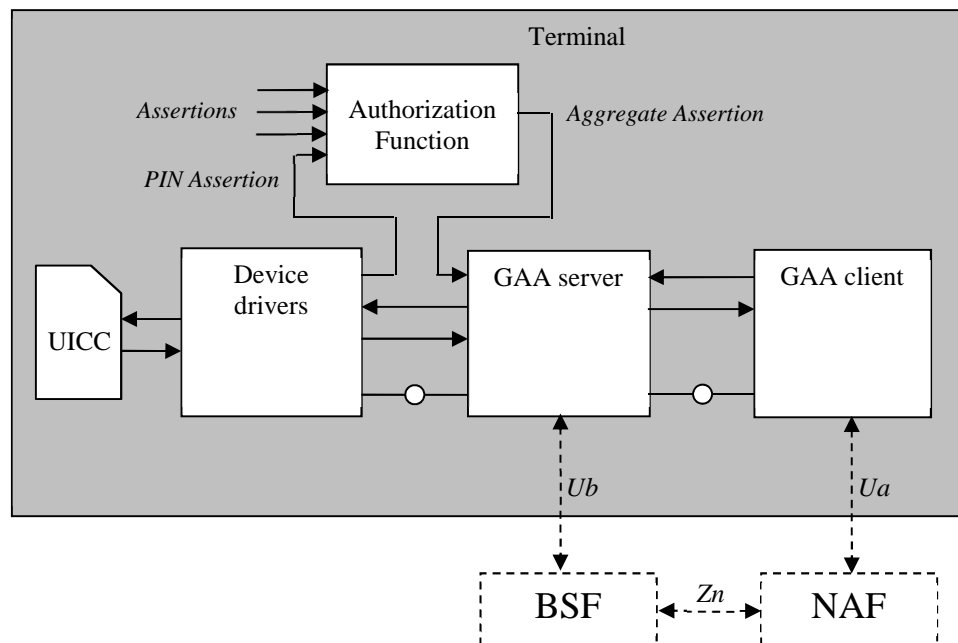 Terminal
Assertions
Authorization
Function
Aggregate Assertion
PIN Assertion
Device
drivers
GAA server
GAA client
UICC
Ub
Ua
BSF
Zn
NAF